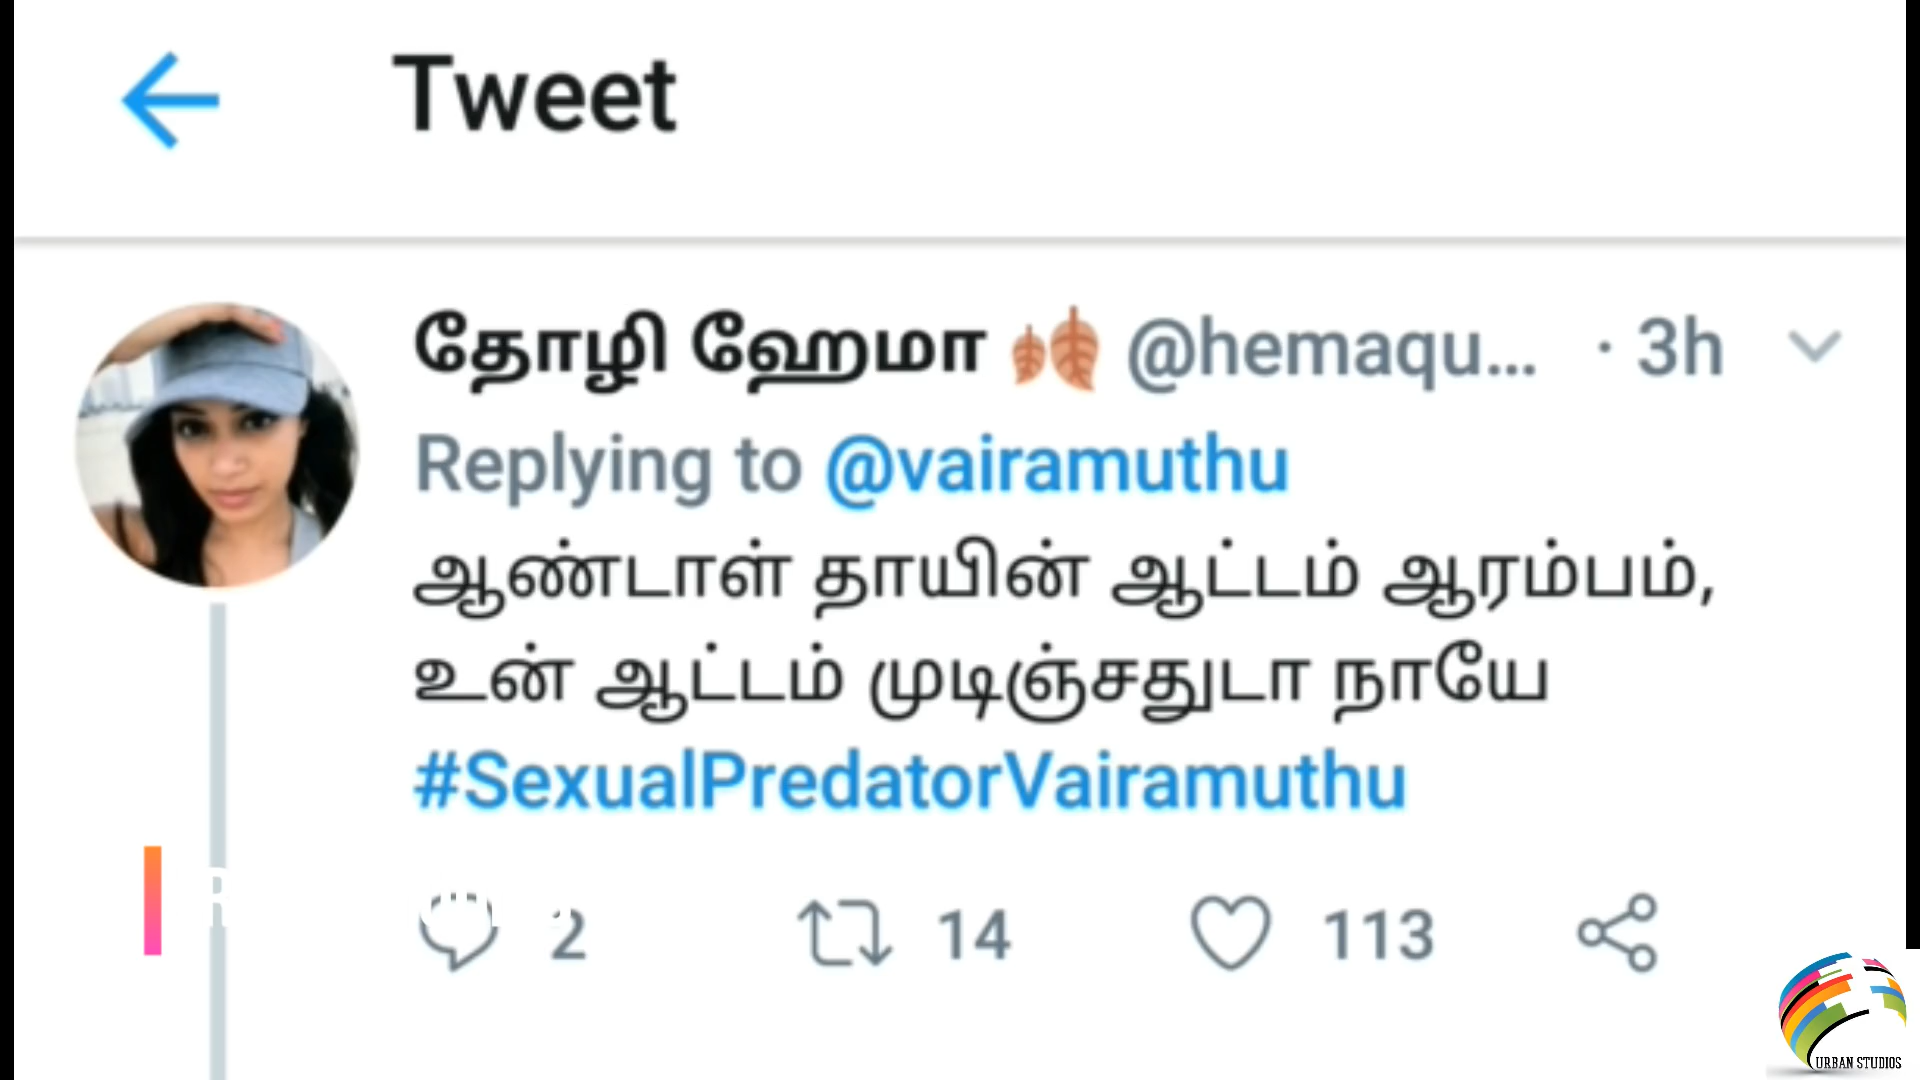 Tweet
தோழி ஹேமா @hemaqu... · 3h
Replying to @vairamuthu
ஆண்டாள் தாயின் ஆட்டம் ஆரம்பம்,
உன் ஆட்டம் முடிஞ்சதுடா நாயே
#SexualPredatorVairamuthu
2 14 113
URBAN STUDIOS